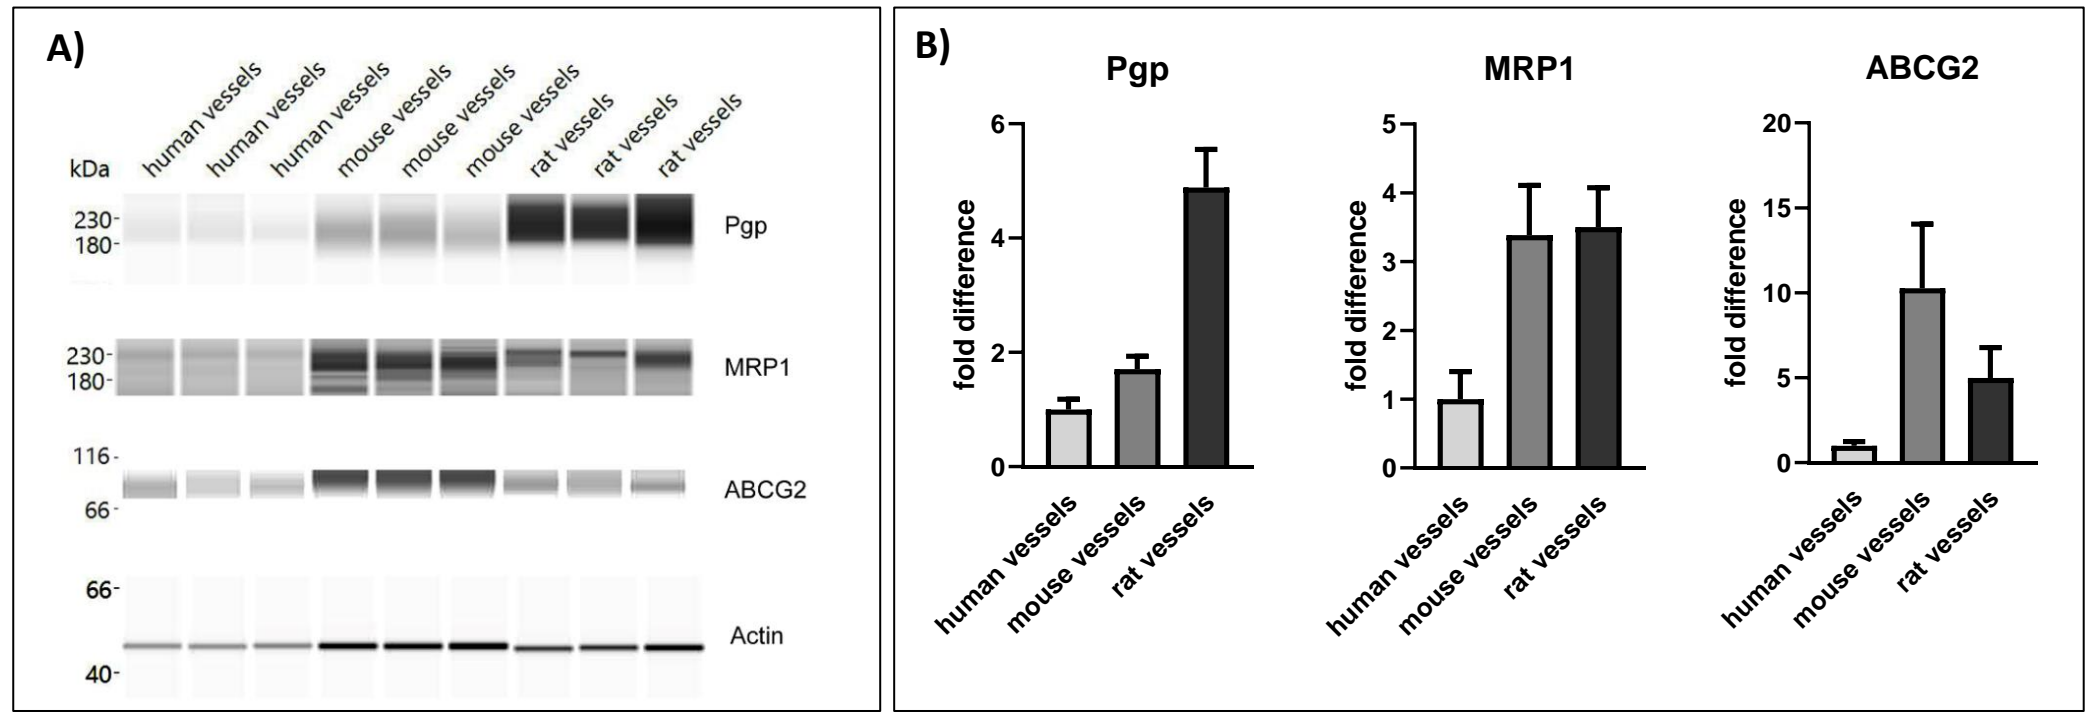 A)
human vessels
human vessels
human vessels
mouse vessels
mouse vessels
mouse vessels
rat vessels
rat vessels
rat vessels
kDa
230-
180-
Pgp
230-
180-
MRP1
116-
66-
ABCG2
66-
40-
Actin
B)
Pgp
fold difference
6
4
2
0
human vessels
mouse vessels
rat vessels
MRP1
fold difference
5
4
3
2
1
0
human vessels
mouse vessels
rat vessels
ABCG2
fold difference
20
15
10
5
0
human vessels
mouse vessels
rat vessels